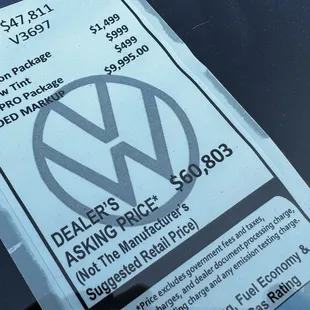 $47,811
V3697
on Package $1,499
w Tint $999
PRO Package $499
DED MARKUP $9,995.00
DEALER'S
ASKING PRICE* $60,803
(Not The Manufacturer's
Suggested Retail Price)
*Price excludes government fees and taxes,
charges, and dealer document processing charge,
ing charge and any emission testing charge.
g, Fuel Economy &
Gas Rating